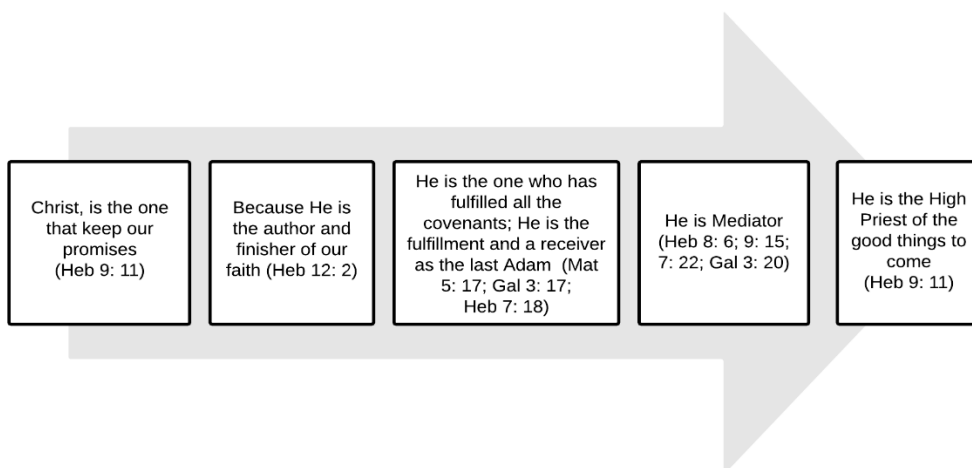 Christ, is the one
that keep our
promises
(Heb 9: 11)
Because He is
the author and
finisher of our
faith (Heb 12: 2)
He is the one who has
fulfilled all the
covenants; He is the
fulfillment and a receiver
as the last Adam (Mat
5: 17; Gal 3: 17;
Heb 7: 18)
He is Mediator
(Heb 8: 6; 9: 15;
7: 22; Gal 3: 20)
He is the High
Priest of the
good things to
come
(Heb 9: 11)